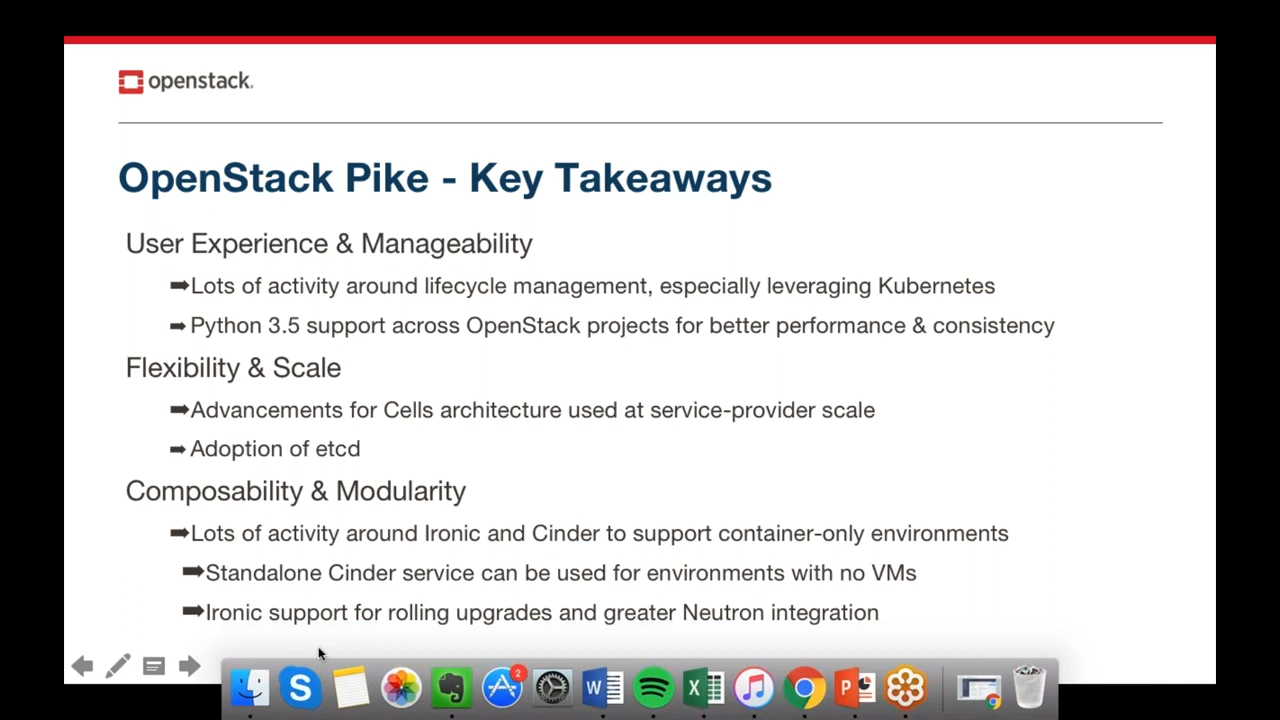 openstack.
OpenStack Pike - Key Takeaways
User Experience & Manageability
➡Lots of activity around lifecycle management, especially leveraging Kubernetes
➡Python 3.5 support across OpenStack projects for better performance & consistency
Flexibility & Scale
➡Advancements for Cells architecture used at service-provider scale
➡Adoption of etcd
Composability & Modularity
➡Lots of activity around Ironic and Cinder to support container-only environments
➡Standalone Cinder service can be used for environments with no VMs
➡Ironic support for rolling upgrades and greater Neutron integration
2
S W X P